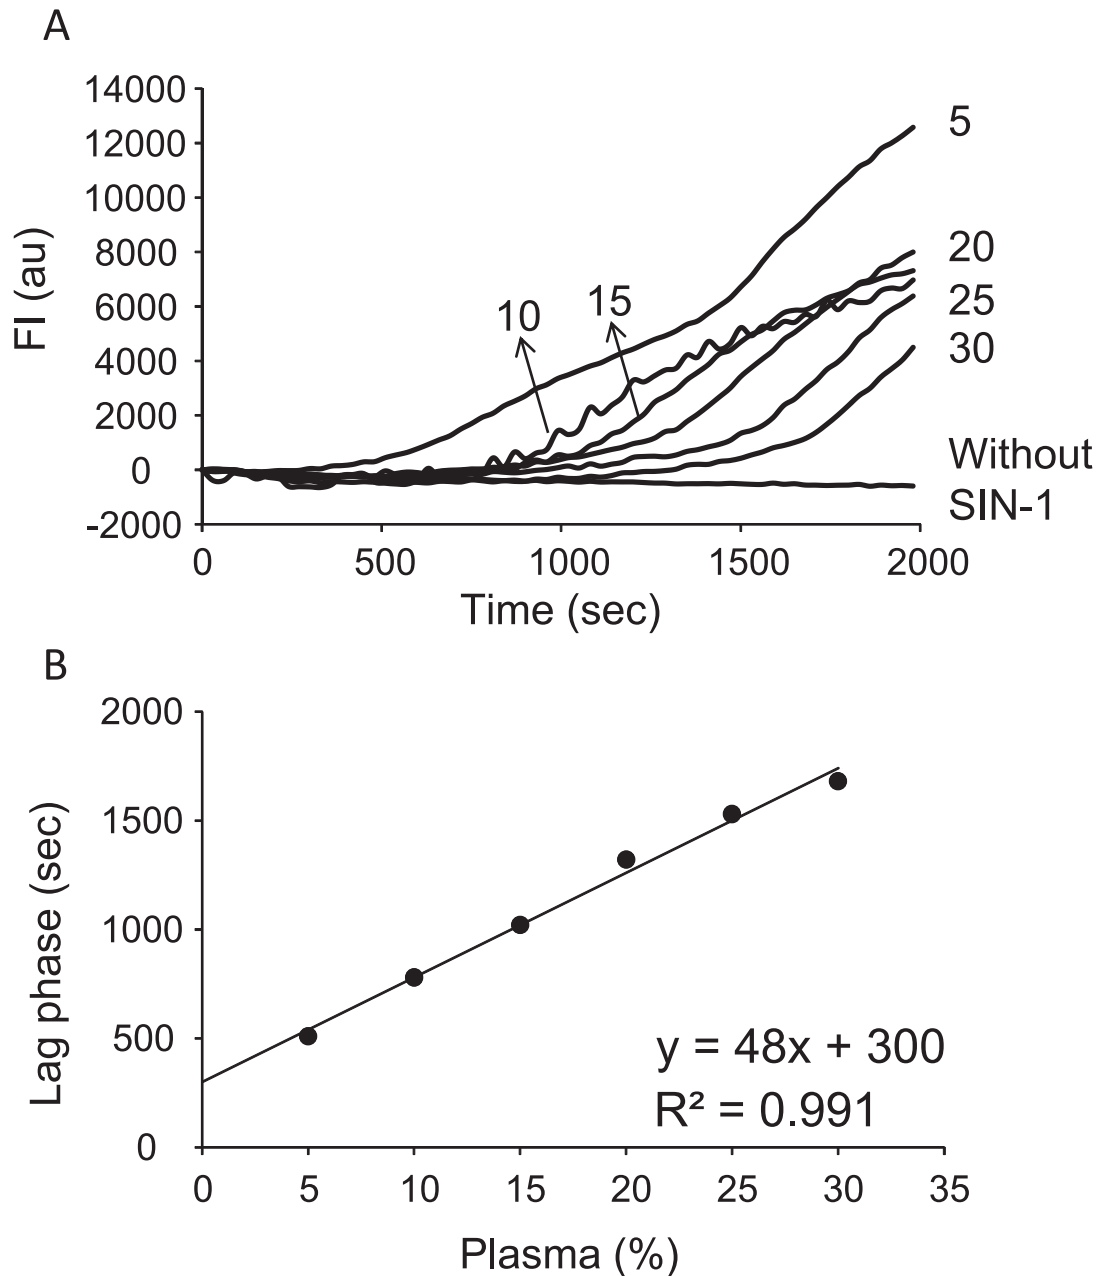 A
14000
12000
10000
8000
6000
4000
2000
0
-2000
FI (au)
5
20
25
30
10
15
Without
SIN-1
0 500 1000 1500 2000
Time (sec)
B
2000
1500
1000
500
0
Lag phase (sec)
y = 48x + 300
R² = 0.991
0 5 10 15 20 25 30 35
Plasma (%)